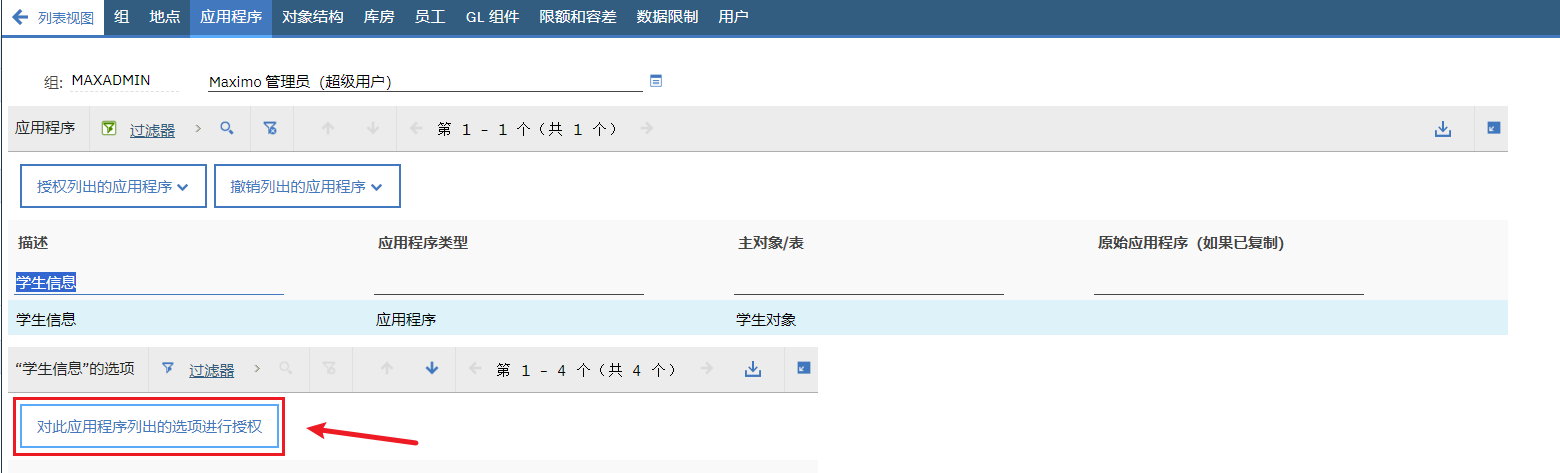 列表视图 组 地点 应用程序 对象结构 库房 员工 GL 组件 限额和容差 数据限制 用户
组: MAXADMIN Maximo 管理员（超级用户）
应用程序 过滤器 第 1 - 1 个（共 1 个）
授权列出的应用程序 撤销列出的应用程序
描述 应用程序类型 主对象/表 原始应用程序（如果已复制）
学生信息
学生信息 应用程序 学生对象
“学生信息”的选项 过滤器 第 1 - 4 个（共 4 个）
对此应用程序列出的选项进行授权